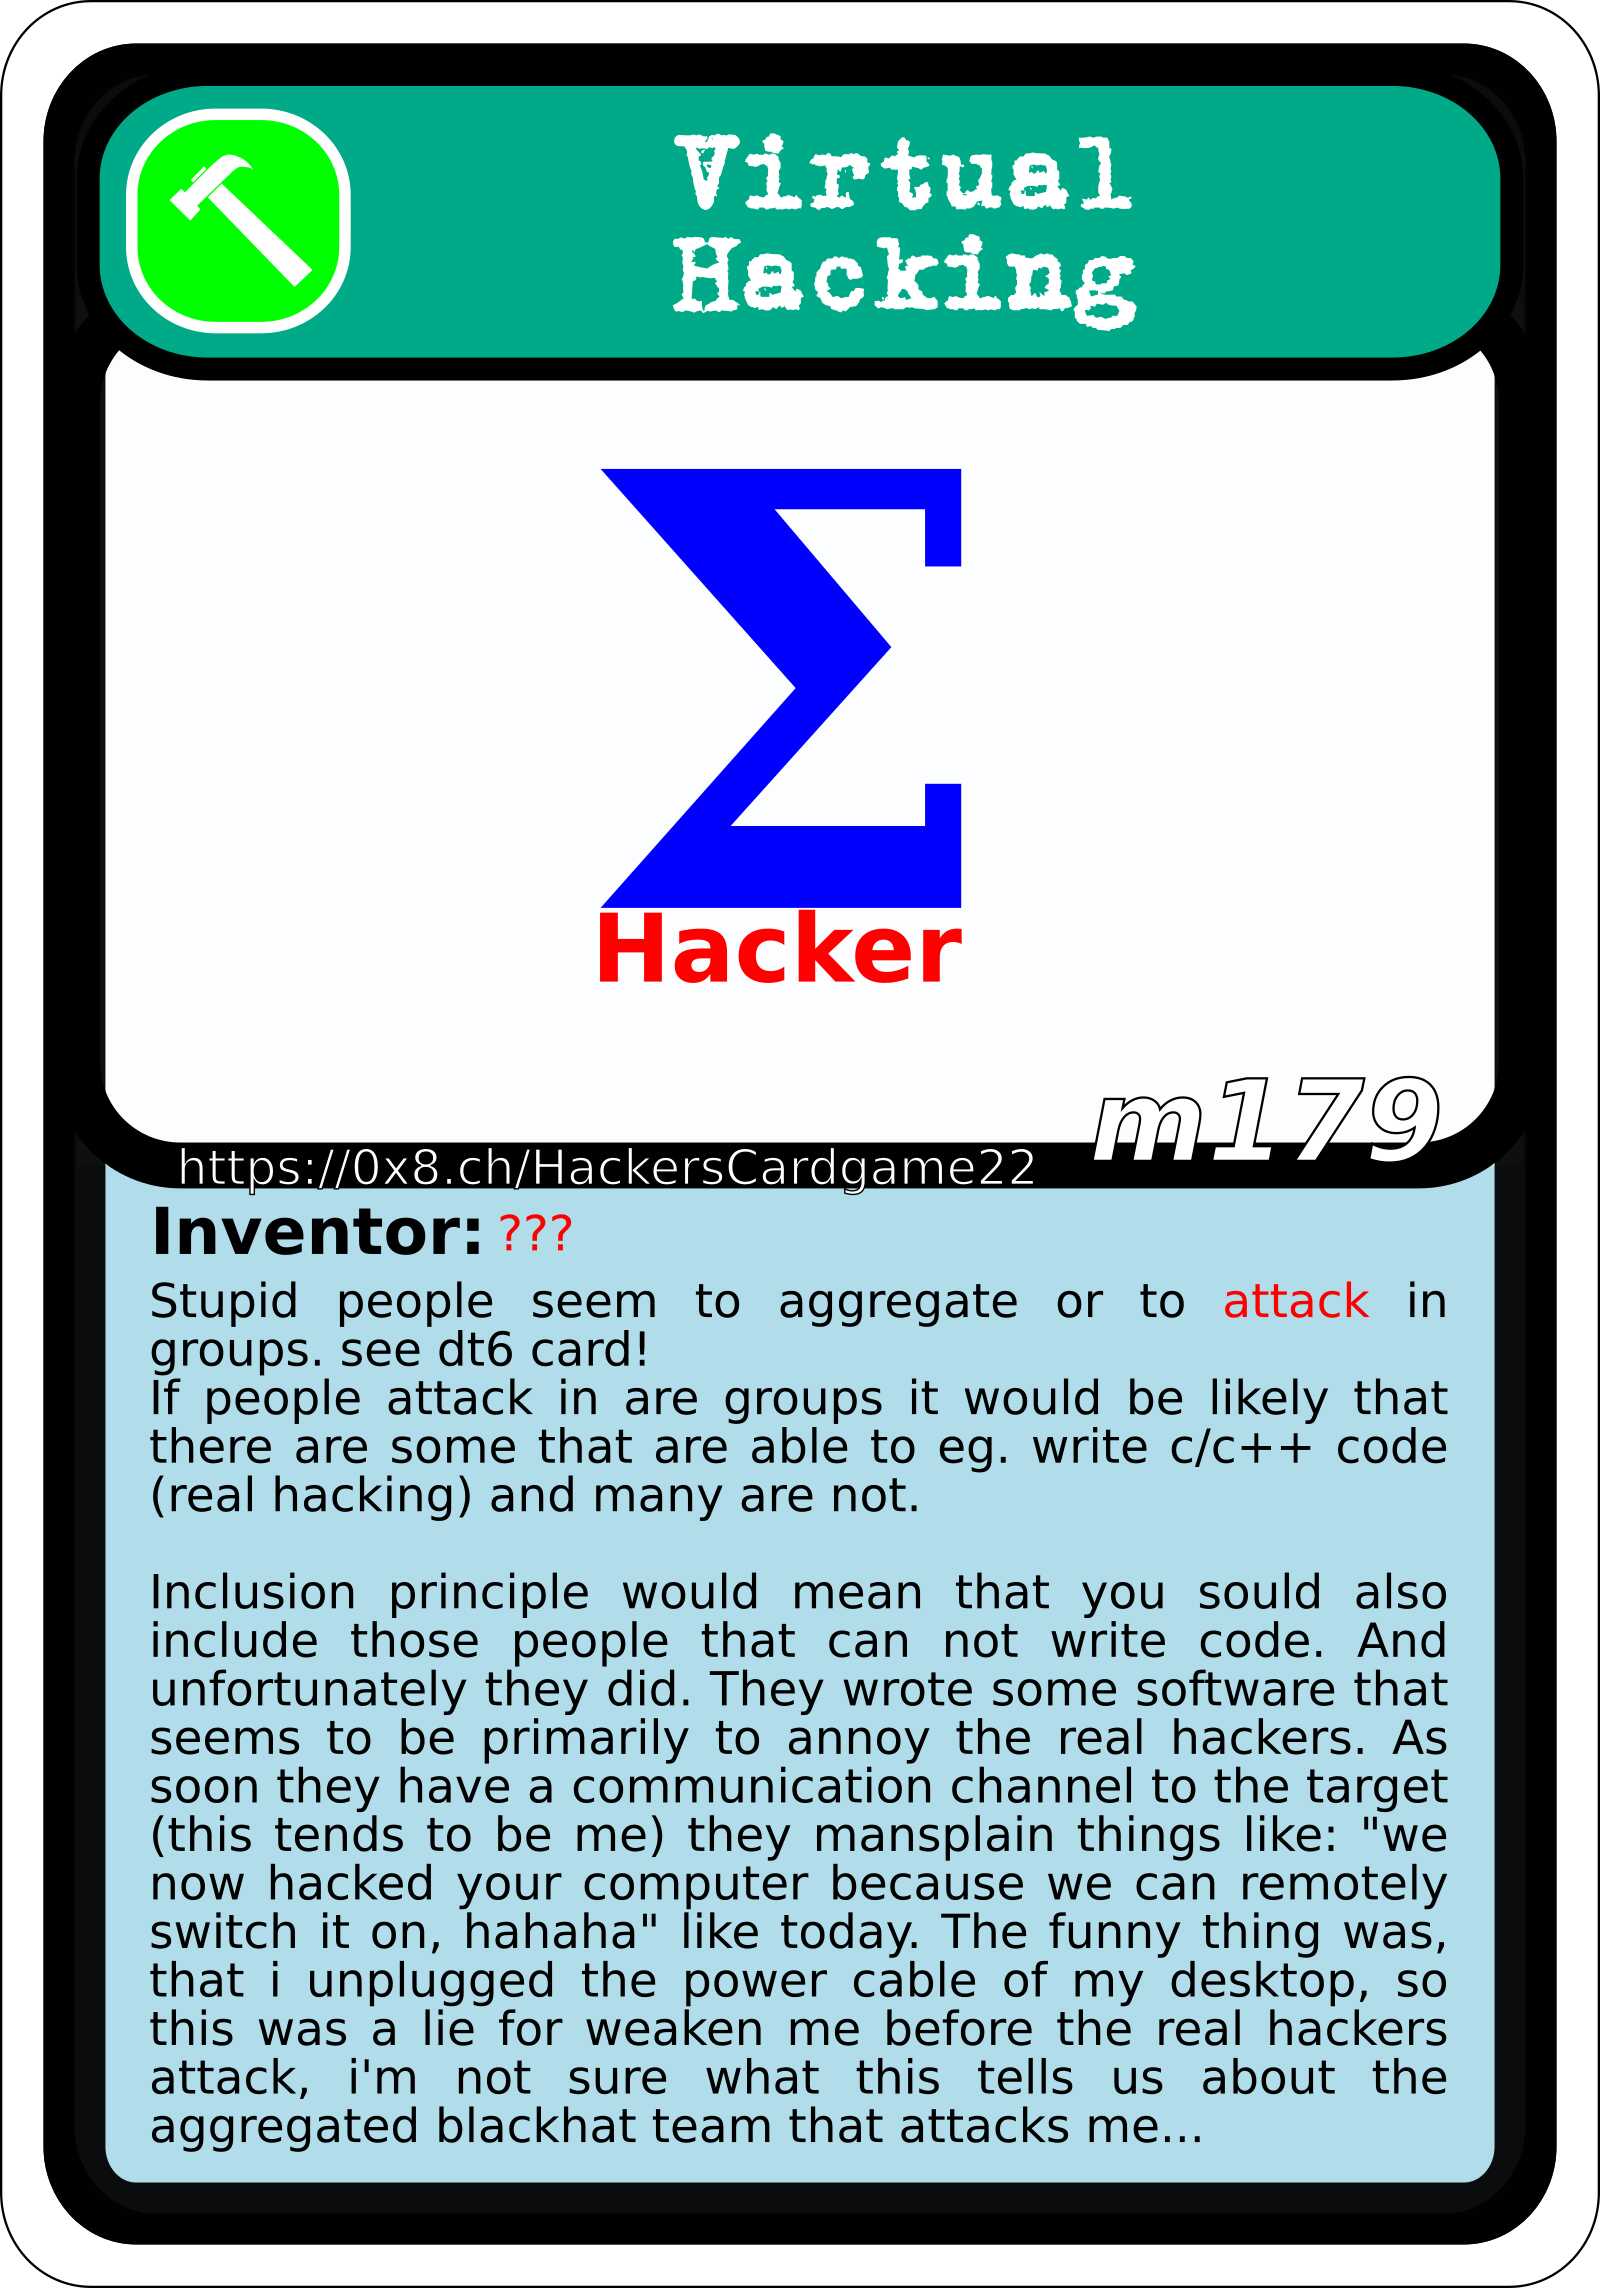 Virtual
Hacking
Σ
Hacker
m179
https://0x8.ch/HackersCardgame22
Inventor: ???
Stupid people seem to aggregate or to attack in
groups. see dt6 card!
If people attack in are groups it would be likely that
there are some that are able to eg. write c/c++ code
(real hacking) and many are not.
Inclusion principle would mean that you sould also
include those people that can not write code. And
unfortunately they did. They wrote some software that
seems to be primarily to annoy the real hackers. As
soon they have a communication channel to the target
(this tends to be me) they mansplain things like: "we
now hacked your computer because we can remotely
switch it on, hahaha" like today. The funny thing was,
that i unplugged the power cable of my desktop, so
this was a lie for weaken me before the real hackers
attack, i'm not sure what this tells us about the
aggregated blackhat team that attacks me...